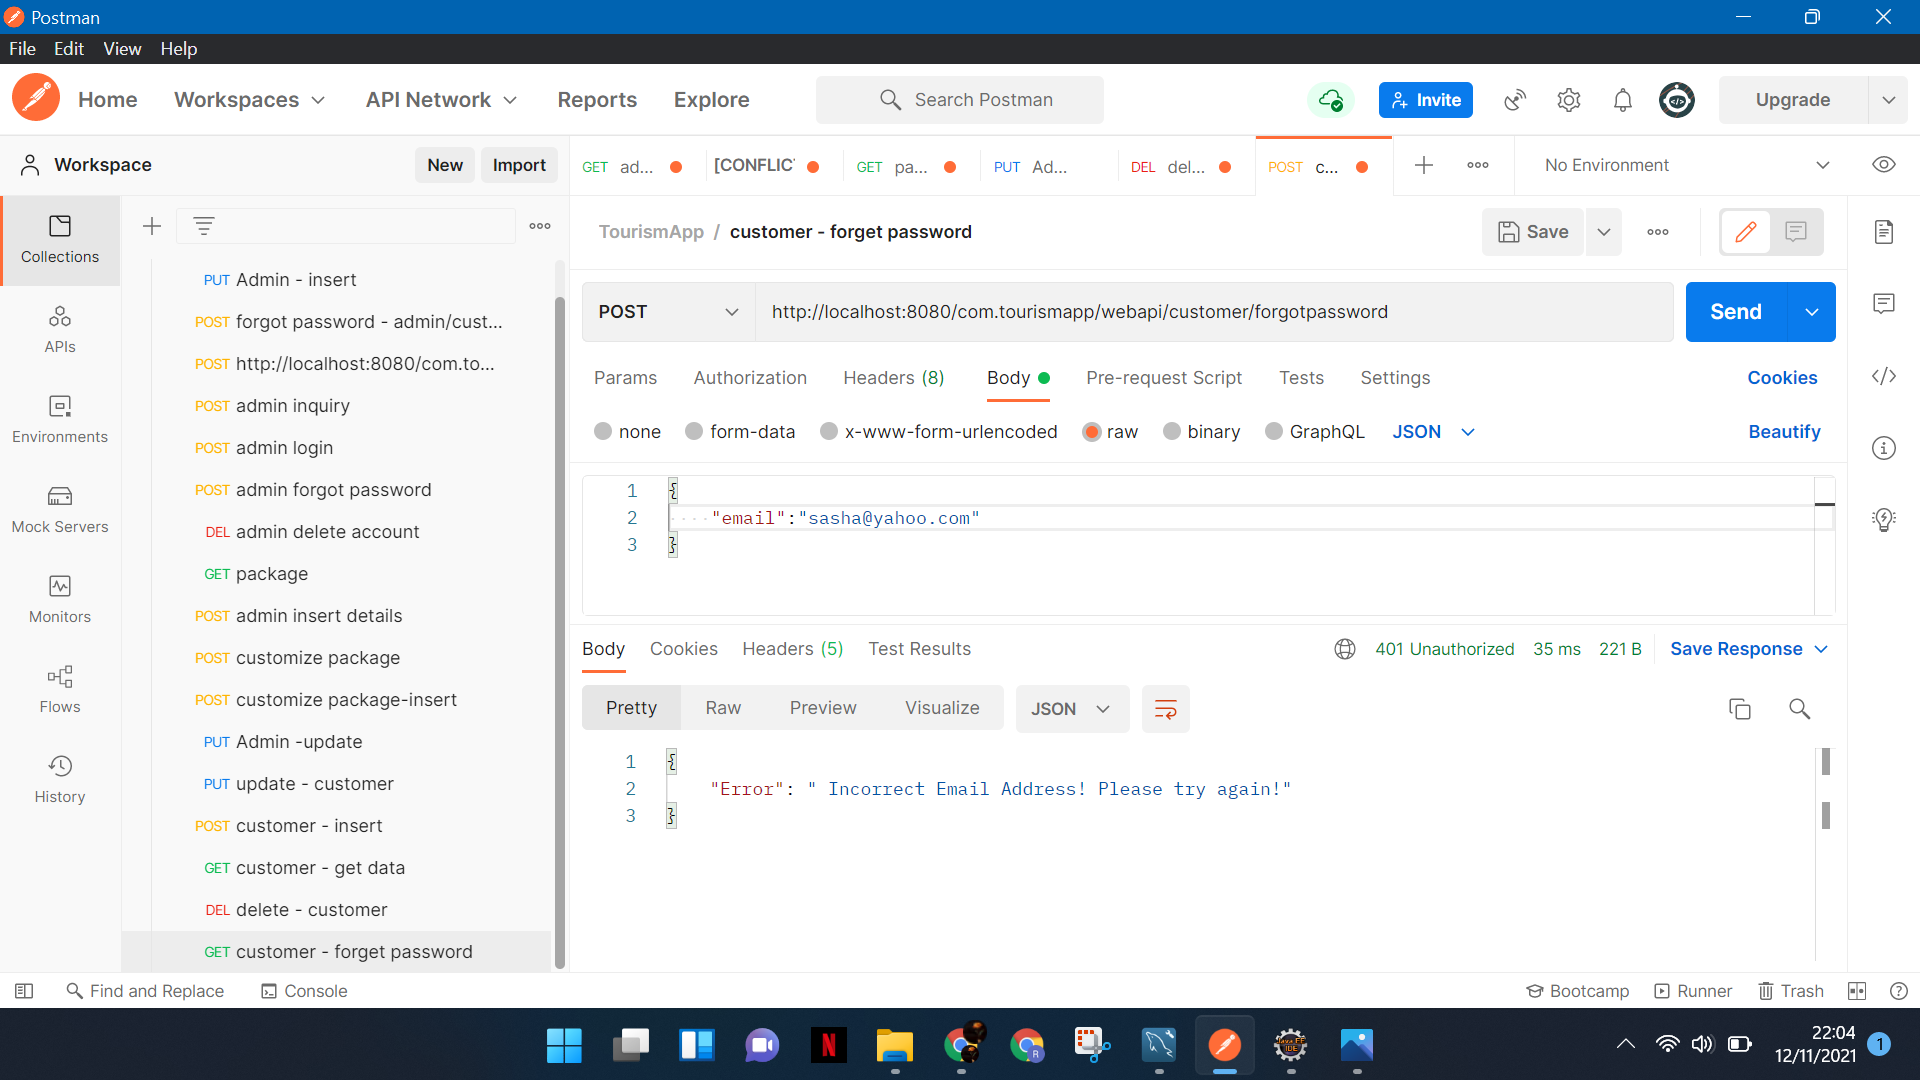 Postman
File Edit View Help
Home Workspaces API Network Reports Explore Search Postman Invite Upgrade
Workspace New Import
GET ad... [CONFLIC GET pa... PUT Ad... DEL del... POST c... No Environment
Collections
APIs
Environments
Mock Servers
Monitors
Flows
History
PUT Admin - insert
POST forgot password - admin/cust...
POST http://localhost:8080/com.to...
POST admin inquiry
POST admin login
POST admin forgot password
DEL admin delete account
GET package
POST admin insert details
POST customize package
POST customize package-insert
PUT Admin -update
PUT update - customer
POST customer - insert
GET customer - get data
DEL delete - customer
GET customer - forget password
TourismApp / customer - forget password Save
POST http://localhost:8080/com.tourismapp/webapi/customer/forgotpassword Send
Params Authorization Headers (8) Body Pre-request Script Tests Settings Cookies
none form-data x-www-form-urlencoded raw binary GraphQL JSON Beautify
1 {
2 "email":"sasha@yahoo.com"
3 }
Body Cookies Headers (5) Test Results 401 Unauthorized 35 ms 221 B Save Response
Pretty Raw Preview Visualize JSON
1 {
2 "Error": " Incorrect Email Address! Please try again!"
3 }
Find and Replace Console Bootcamp Runner Trash
22:04
12/11/2021 1